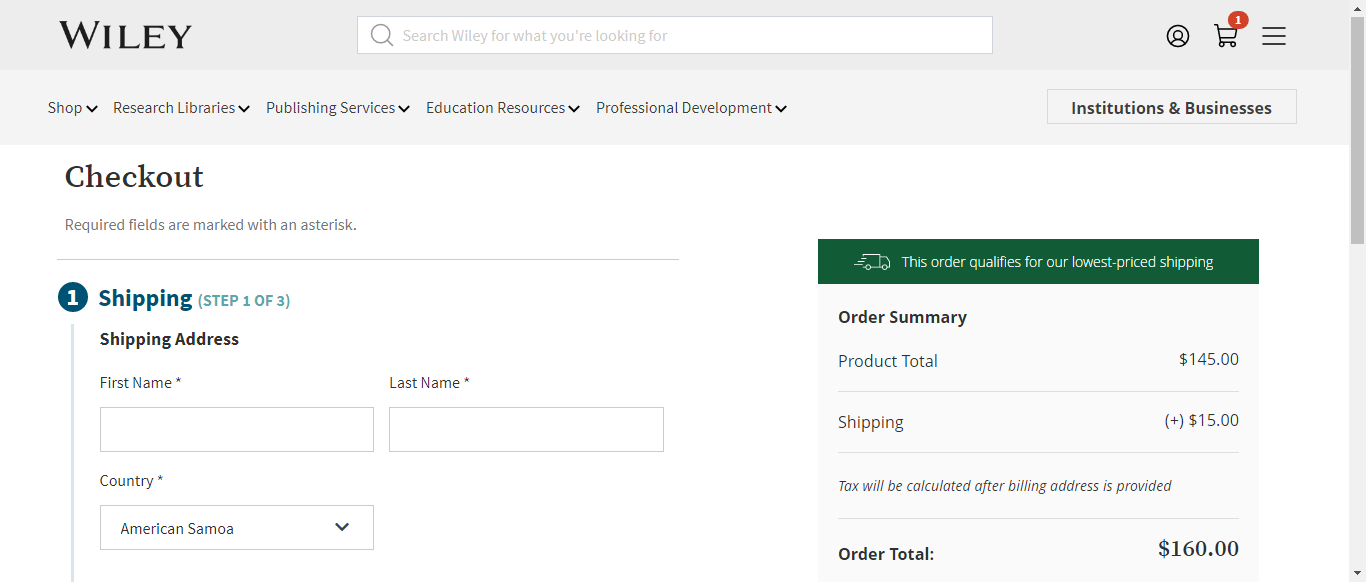 WILEY
Search Wiley for what you're looking for
1
Shop
Research Libraries
Publishing Services
Education Resources
Professional Development
Institutions & Businesses
Checkout
Required fields are marked with an asterisk.
1 Shipping (STEP 1 OF 3)
Shipping Address
First Name *
Last Name *
Country *
American Samoa
This order qualifies for our lowest-priced shipping
Order Summary
Product Total $145.00
Shipping (+) $15.00
Tax will be calculated after billing address is provided
Order Total: $160.00